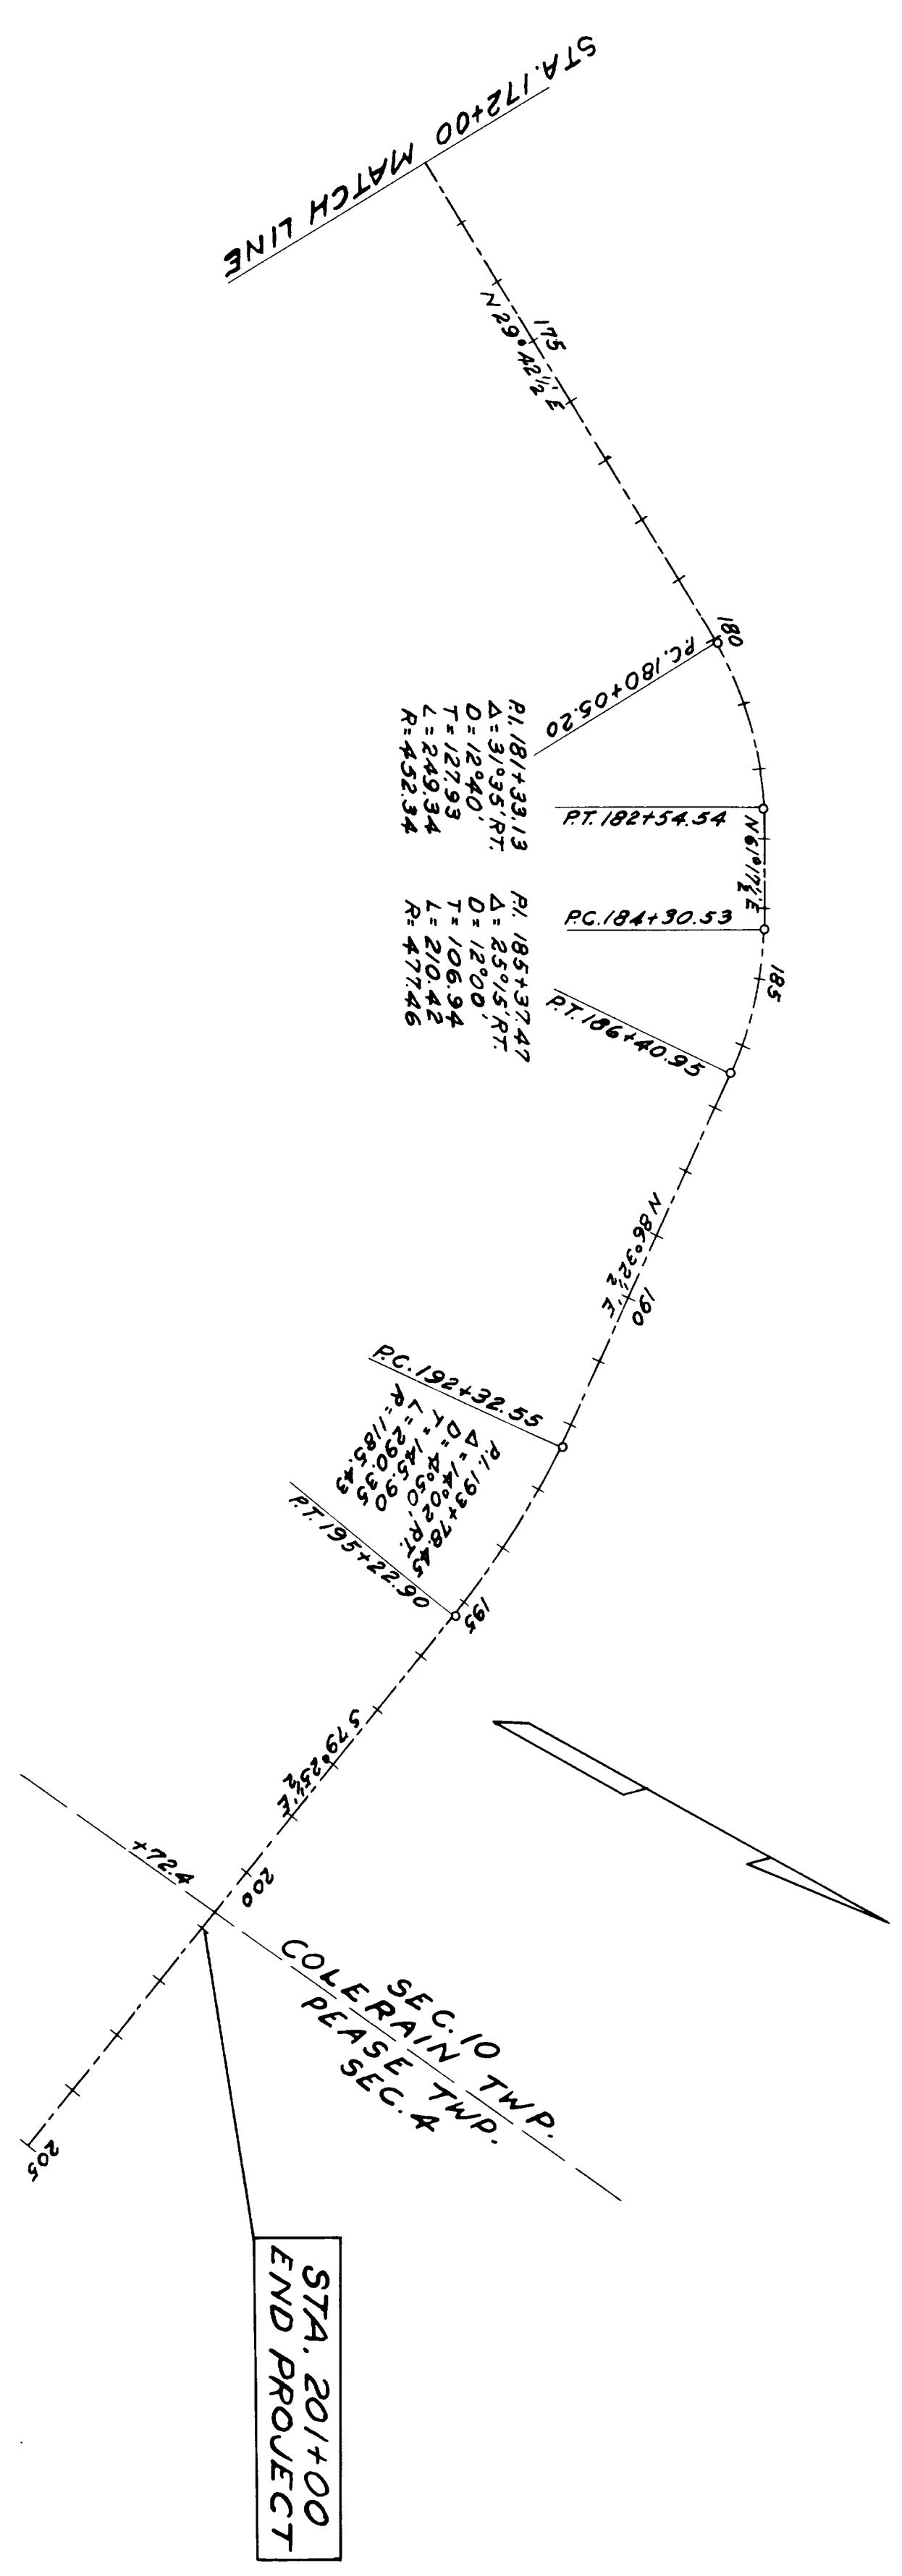 STA. 172+00 MATCH LINE
175
N 29° 42½' E
180
P.C. 180+05.20
P.I. 181+33.13
Δ = 31°35' RT.
D = 12°40'
T = 127.93
L = 249.34
R = 452.34
P.T. 182+54.54
N 61°17½' E
P.C. 184+30.53
185
P.I. 185+37.47
Δ = 25°15' RT.
D = 12°00'
T = 106.94
L = 210.42
R = 477.46
P.T. 186+40.95
N 86°32½' E
190
P.C. 192+32.55
P.I. 193+78.45
Δ = 14°02' RT.
D = 4°50'
T = 145.90
L = 290.35
R = 1185.43
P.T. 195+22.90
195
S 79°25½' E
200
+72.4
SEC. 10
COLERAIN TWP.
PEASE TWP.
SEC. 4
205
STA. 201+00
END PROJECT